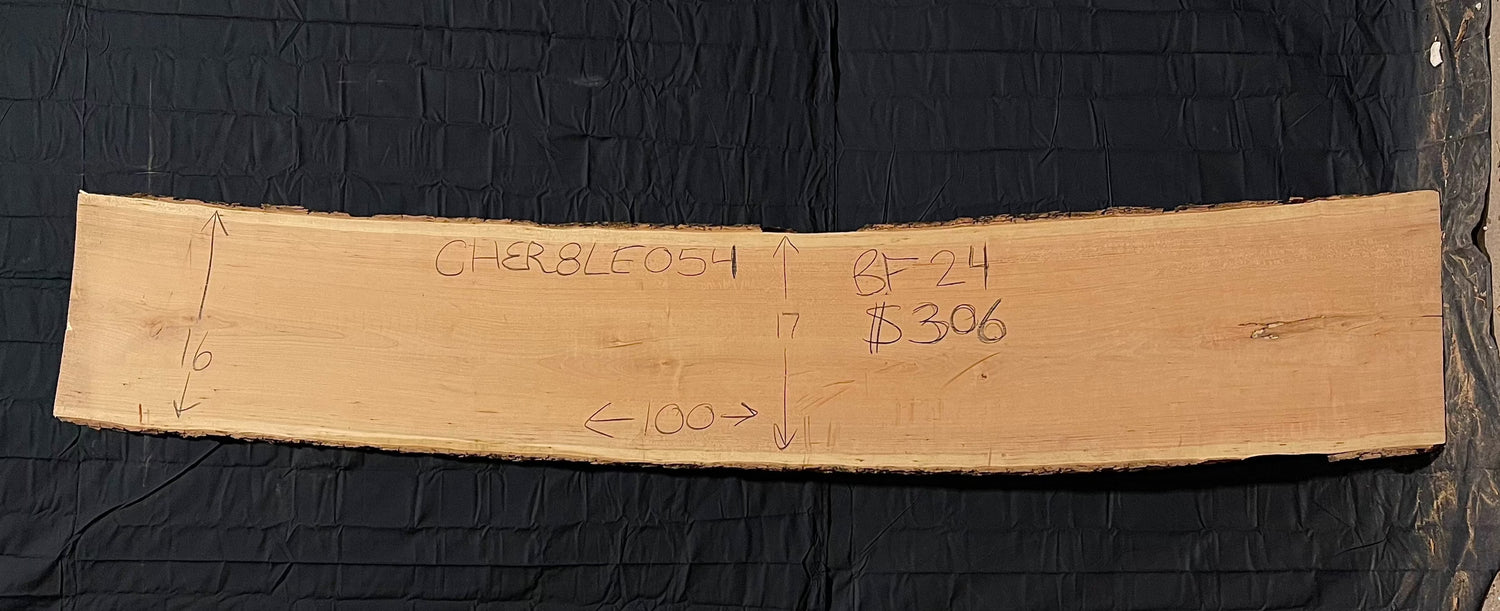 CHER8LE054
BF 24
$306
16
17
←100→